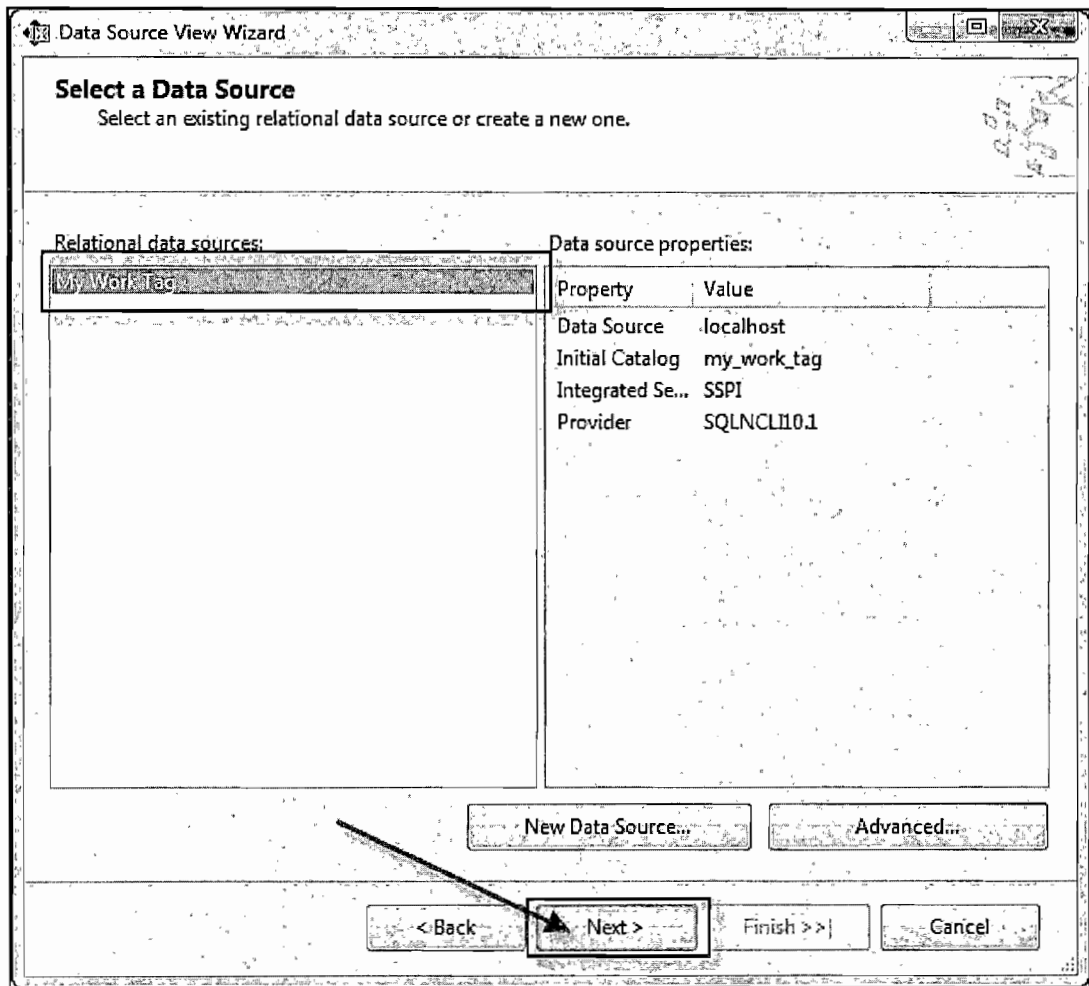 Data Source View Wizard
Select a Data Source
Select an existing relational data source or create a new one.
Relational data sources:
My Work Tag
Data source properties:
Property Value
Data Source localhost
Initial Catalog my_work_tag
Integrated Se... SSPI
Provider SQLNCLI10.1
New Data Source...
Advanced...
< Back
Next >
Finish >>|
Cancel